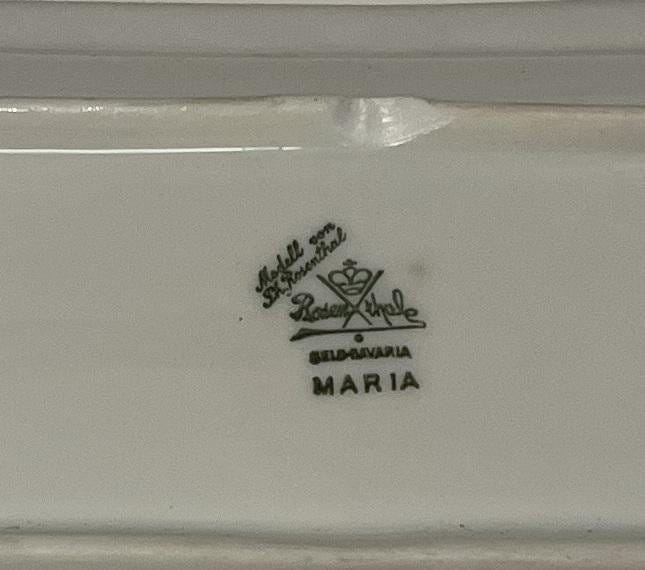 Modell von
Ph. Rosenthal
Rosenthal
SELB-BAVARIA
MARIA